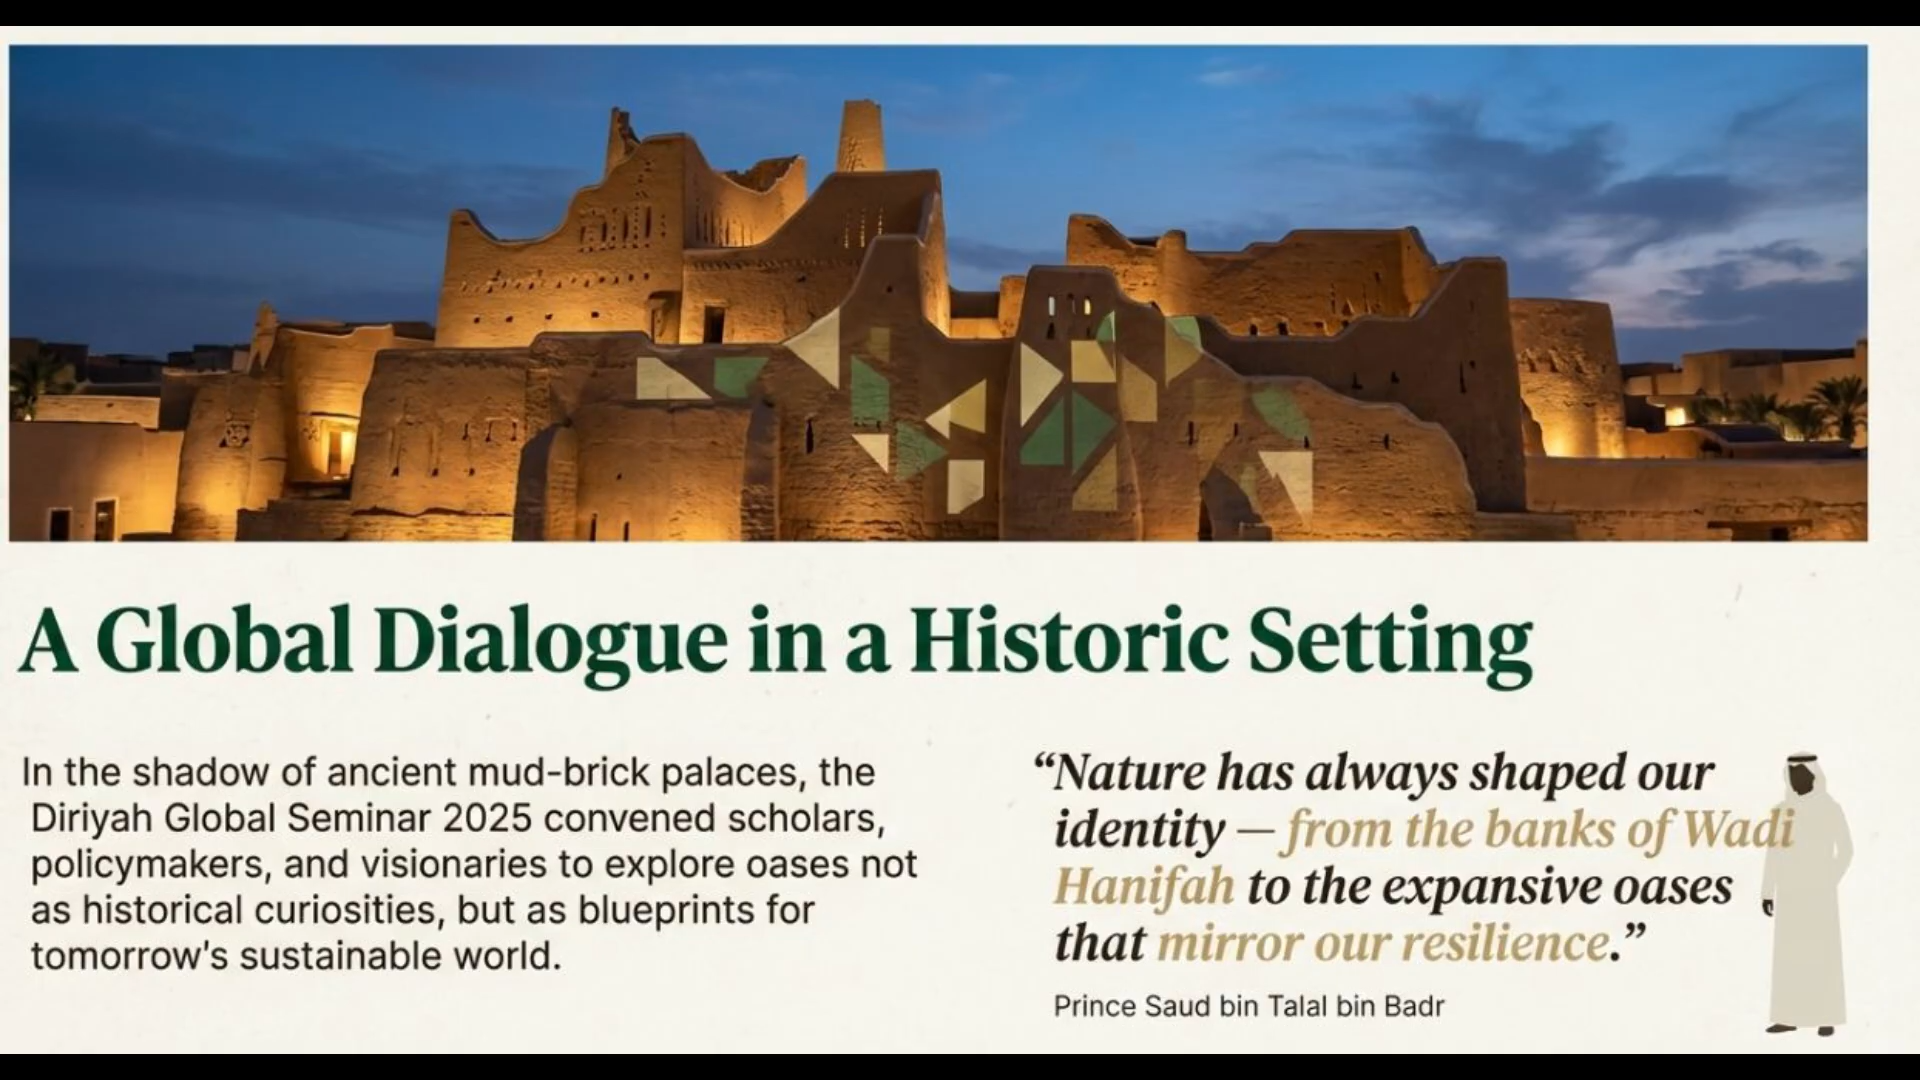 A Global Dialogue in a Historic Setting
In the shadow of ancient mud-brick palaces, the
Diriyah Global Seminar 2025 convened scholars,
policymakers, and visionaries to explore oases not
as historical curiosities, but as blueprints for
tomorrow's sustainable world.
“Nature has always shaped our
identity — from the banks of Wadi
Hanifah to the expansive oases
that mirror our resilience.”
Prince Saud bin Talal bin Badr